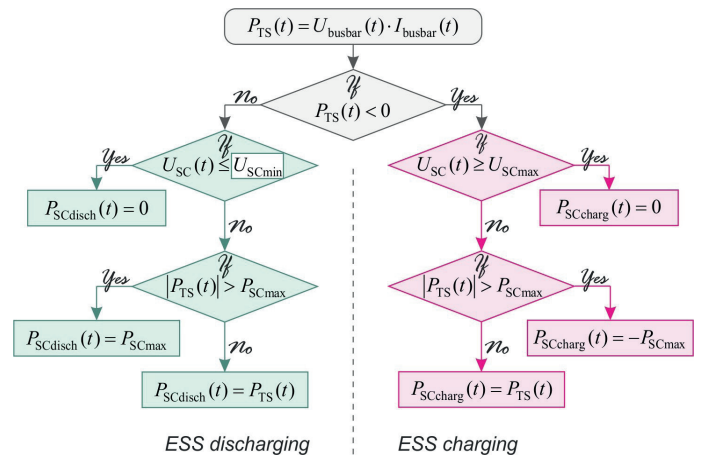 P_TS(t) = U_busbar(t) · I_busbar(t)
If
P_TS(t) < 0
No
Yes
If
U_SC(t) ≤ U_SCmin
Yes
P_SCdisch(t) = 0
No
If
|P_TS(t)| > P_SCmax
Yes
P_SCdisch(t) = P_SCmax
No
P_SCdisch(t) = P_TS(t)
ESS discharging
If
U_SC(t) ≥ U_SCmax
Yes
P_SCcharg(t) = 0
No
If
|P_TS(t)| > P_SCmax
Yes
P_SCcharg(t) = −P_SCmax
No
P_SCcharg(t) = P_TS(t)
ESS charging